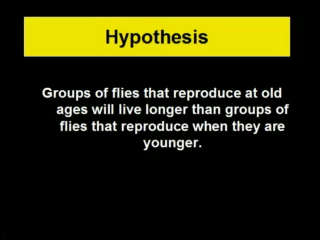 Hypothesis
Groups of flies that reproduce at old
ages will live longer than groups of
flies that reproduce when they are
younger.